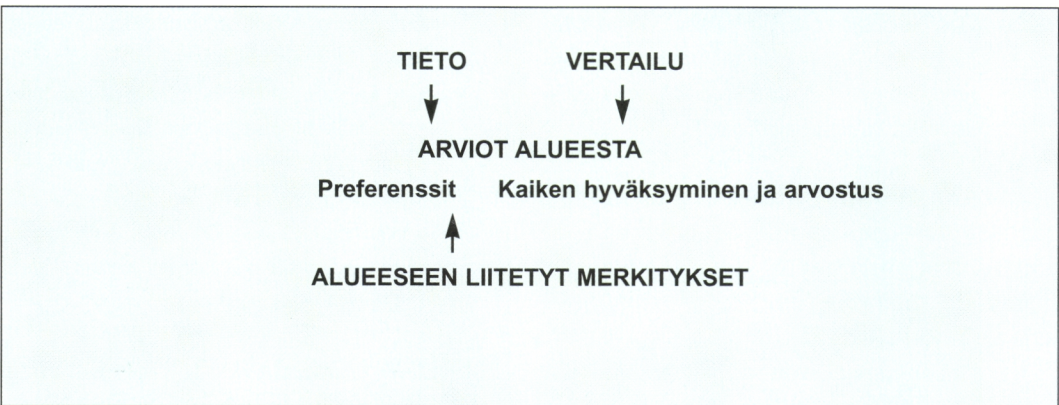 TIETO VERTAILU
ARVIOT ALUEESTA
Preferenssit Kaiken hyväksyminen ja arvostus
ALUEESEEN LIITETYT MERKITYKSET